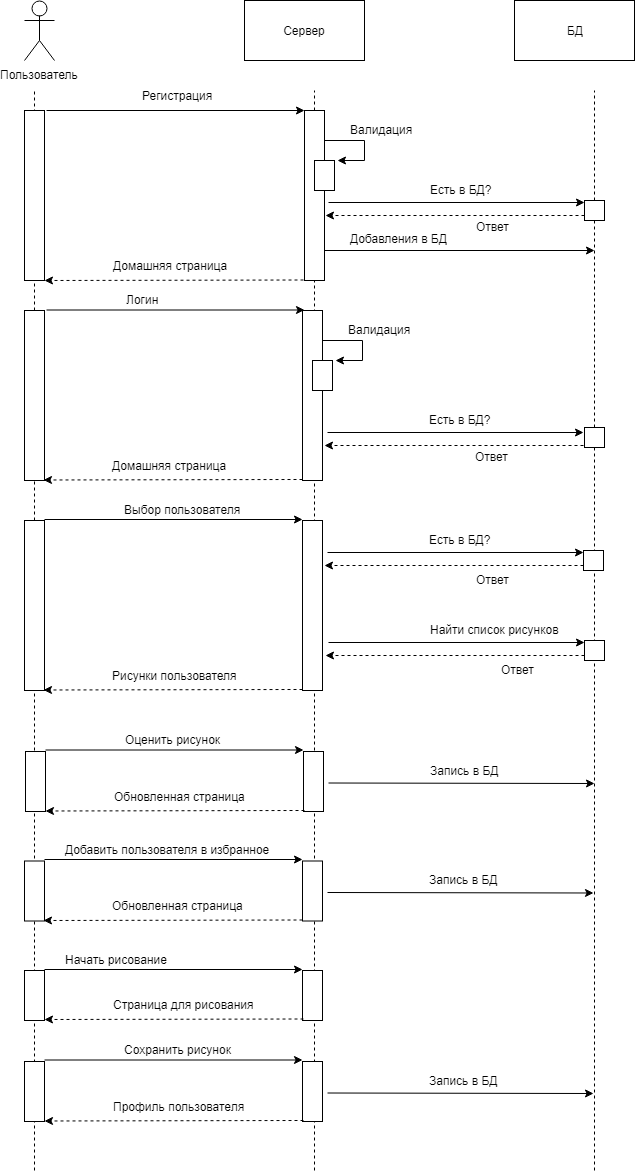 Сервер
БД
Пользователь
Регистрация
Валидация
Есть в БД?
Ответ
Добавления в БД
Домашняя страница
Логин
Валидация
Есть в БД?
Ответ
Домашняя страница
Выбор пользователя
Есть в БД?
Ответ
Найти список рисунков
Ответ
Рисунки пользователя
Оценить рисунок
Запись в БД
Обновленная страница
Добавить пользователя в избранное
Запись в БД
Обновленная страница
Начать рисование
Страница для рисования
Сохранить рисунок
Запись в БД
Профиль пользователя